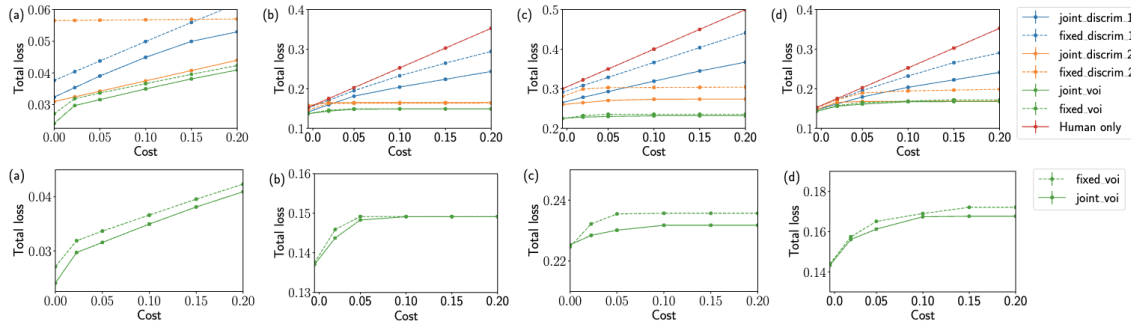 (a)
0.06
0.05
0.04
0.03
Total loss
0.00 0.05 0.10 0.15 0.20
Cost
(b)
0.4
0.3
0.2
0.1
Total loss
0.00 0.05 0.10 0.15 0.20
Cost
(c)
0.5
0.4
0.3
0.2
Total loss
0.00 0.05 0.10 0.15 0.20
Cost
(d)
0.4
0.3
0.2
0.1
Total loss
0.00 0.05 0.10 0.15 0.20
Cost
joint_discrim_1
fixed_discrim_1
joint_discrim_2
fixed_discrim_2
joint_voi
fixed_voi
Human only
(a)
0.04
0.03
Total loss
0.00 0.05 0.10 0.15 0.20
Cost
(b)
0.16
0.15
0.14
0.13
Total loss
0.00 0.05 0.10 0.15 0.20
Cost
(c)
0.24
0.22
Total loss
0.00 0.05 0.10 0.15 0.20
Cost
(d)
0.18
0.16
0.14
Total loss
0.00 0.05 0.10 0.15 0.20
Cost
fixed_voi
joint_voi